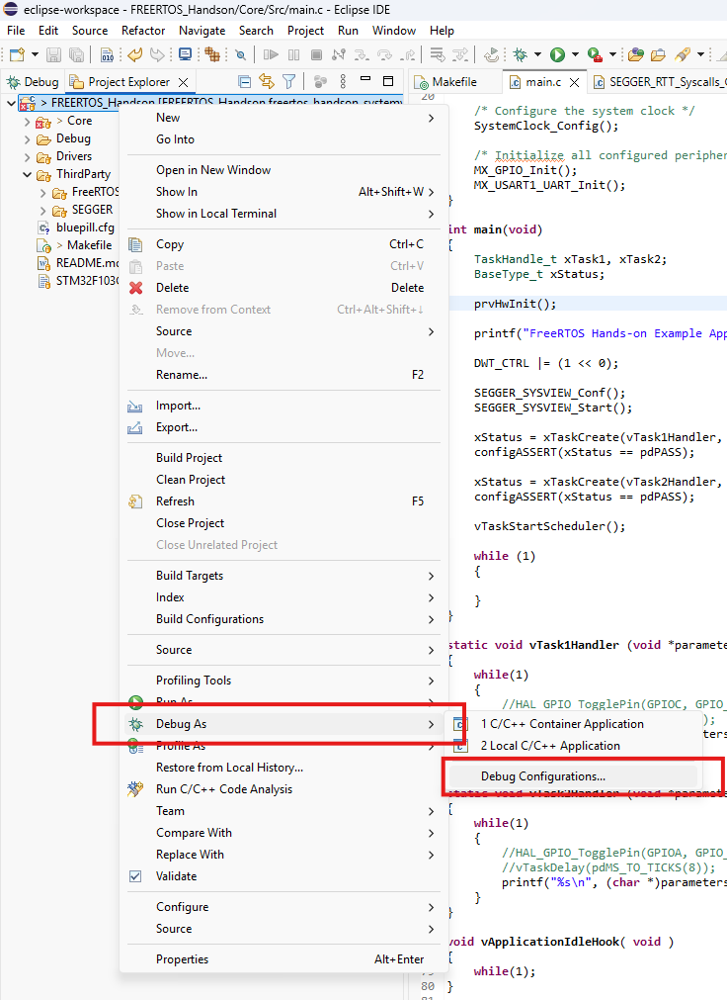 eclipse-workspace - FREERTOS_Handson/Core/Src/main.c - Eclipse IDE
File Edit Source Refactor Navigate Search Project Run Window Help
Debug Project Explorer
Makefile main.c SEGGER_RTT_Syscalls_
> FREERTOS_Handson [FREERTOS_Handson freertos_handson_systemv
> Core
Debug
Drivers
ThirdParty
FreeRTOS
SEGGER
bluepill.cfg
> Makefile
README.md
STM32F103C
New
Go Into
Open in New Window
Show In Alt+Shift+W
Show in Local Terminal
Copy Ctrl+C
Paste Ctrl+V
Delete Delete
Remove from Context Ctrl+Alt+Shift+↓
Source
Move...
Rename... F2
Import...
Export...
Build Project
Clean Project
Refresh F5
Close Project
Close Unrelated Project
Build Targets
Index
Build Configurations
Source
Profiling Tools
Run As
Debug As
Profile As
Restore from Local History...
Run C/C++ Code Analysis
Team
Compare With
Replace With
Validate
Configure
Source
Properties Alt+Enter
1 C/C++ Container Application
2 Local C/C++ Application
Debug Configurations...
20
/* Configure the system clock */
SystemClock_Config();
/* Initialize all configured peripher
MX_GPIO_Init();
MX_USART1_UART_Init();
}
int main(void)
{
TaskHandle_t xTask1, xTask2;
BaseType_t xStatus;
prvHwInit();
printf("FreeRTOS Hands-on Example App
DWT_CTRL |= (1 << 0);
SEGGER_SYSVIEW_Conf();
SEGGER_SYSVIEW_Start();
xStatus = xTaskCreate(vTask1Handler,
configASSERT(xStatus == pdPASS);
xStatus = xTaskCreate(vTask2Handler,
configASSERT(xStatus == pdPASS);
vTaskStartScheduler();
while (1)
{
}
}
static void vTask1Handler (void *paramete
{
while(1)
{
//HAL_GPIO_TogglePin(GPIOC, GPIO_
);
meters
static void vTask2Handler (void *paramete
{
while(1)
{
//HAL_GPIO_TogglePin(GPIOA, GPIO_
//vTaskDelay(pdMS_TO_TICKS(8));
printf("%s\n", (char *)parameters
}
}
void vApplicationIdleHook( void )
{
while(1);
80 }